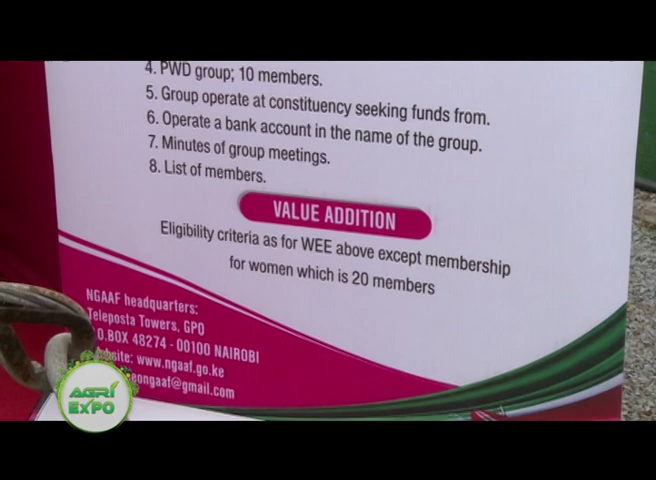 4. PWD group; 10 members.
5. Group operate at constituency seeking funds from.
6. Operate a bank account in the name of the group.
7. Minutes of group meetings.
8. List of members.
VALUE ADDITION
Eligibility criteria as for WEE above except membership
for women which is 20 members
NGAAF headquarters:
Teleposta Towers, GPO
.O.BOX 48274 - 00100 NAIROBI
www.ngaaf.go.ke
eongaaf@gmail.com
AGRI
EXPO